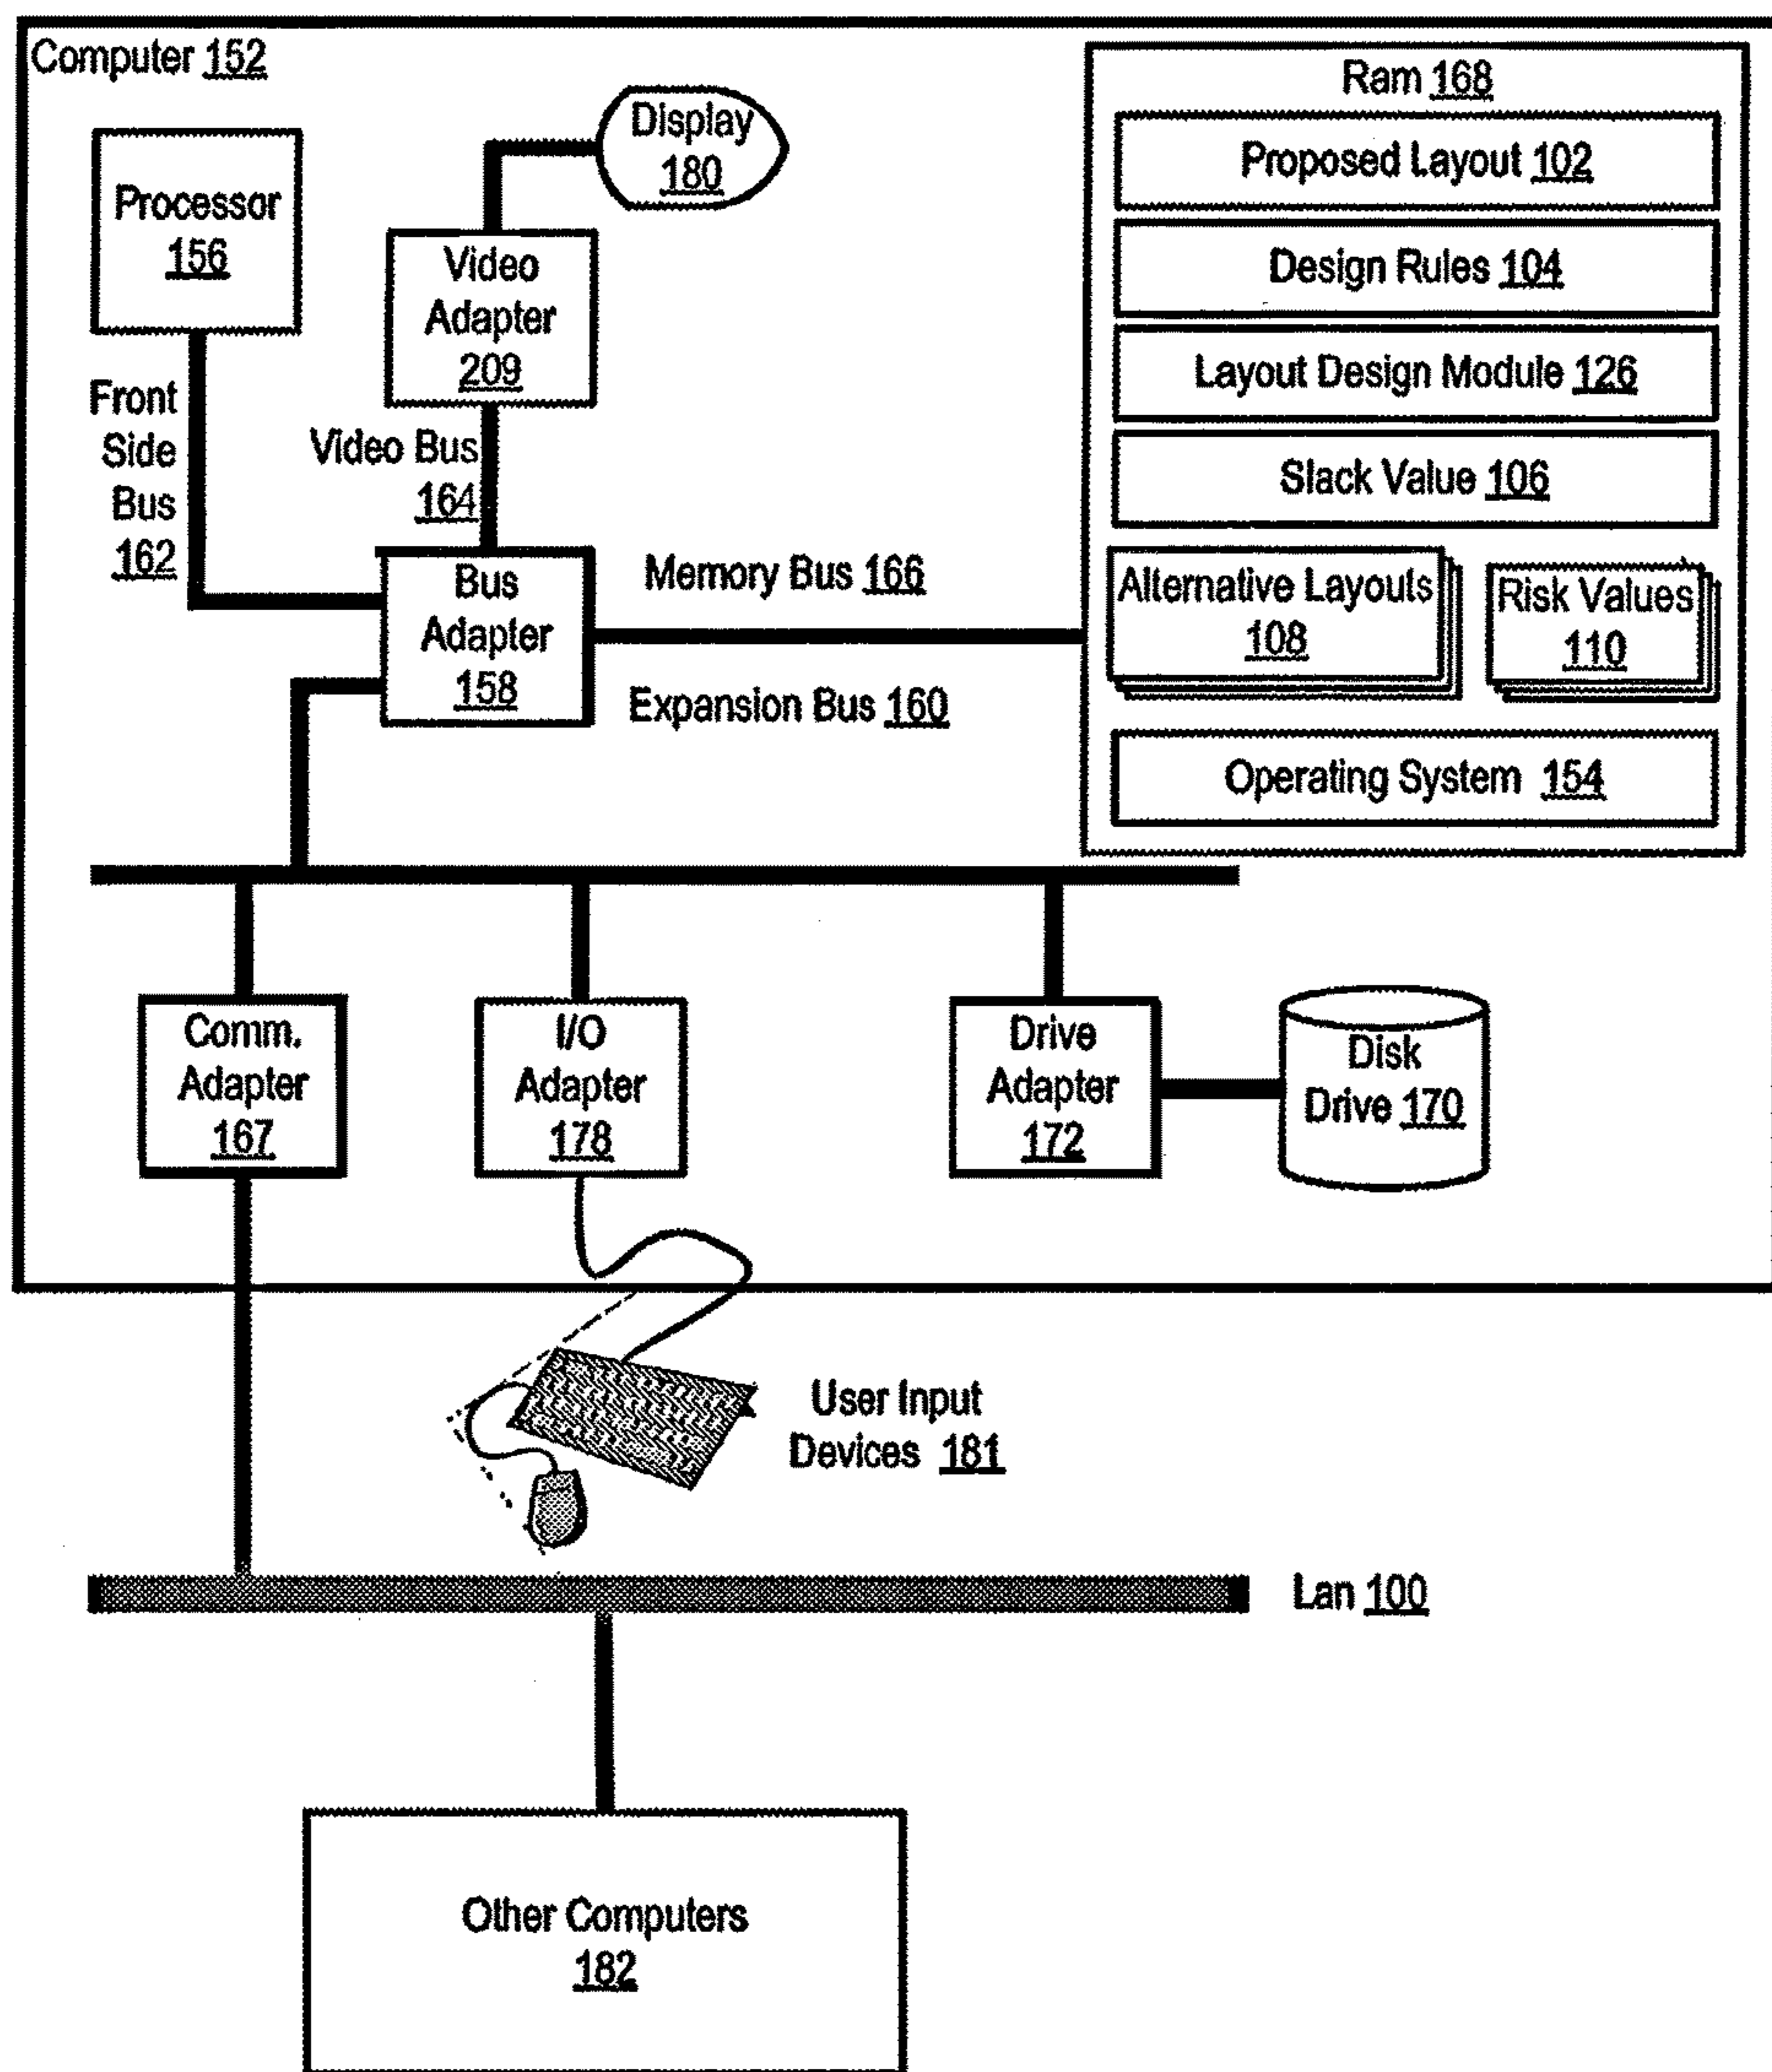 Computer 152
Processor
156
Display
180
Video
Adapter
209
Front
Side
Bus
162
Video Bus
164
Bus
Adapter
158
Memory Bus 166
Expansion Bus 160
Ram 168
Proposed Layout 102
Design Rules 104
Layout Design Module 126
Slack Value 106
Alternative Layouts
108
Risk Values
110
Operating System 154
Comm.
Adapter
167
I/O
Adapter
178
Drive
Adapter
172
Disk
Drive 170
User Input
Devices 181
Lan 100
Other Computers
182